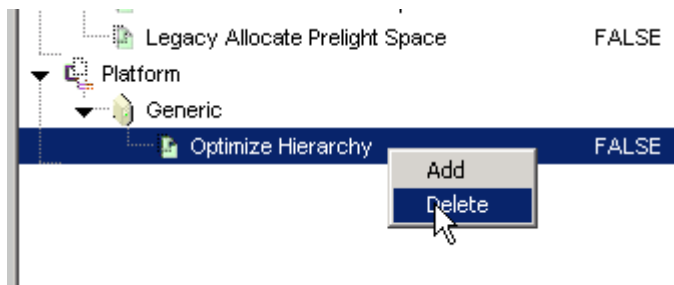 Legacy Allocate Prelight Space FALSE
Platform
Generic
Optimize Hierarchy FALSE
Add
Delete